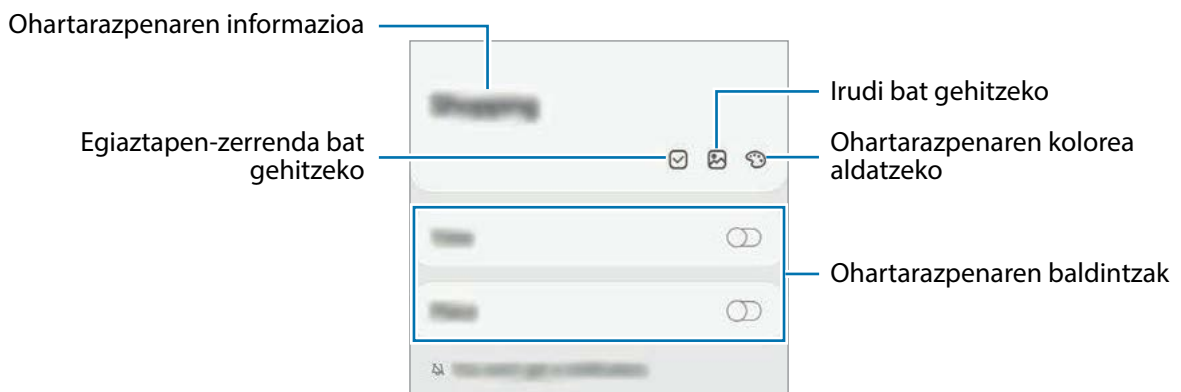 Ohartarazpenaren informazioa
Irudi bat gehitzeko
Egiaztapen-zerrenda bat
gehitzeko
Ohartarazpenaren kolorea
aldatzeko
Ohartarazpenaren baldintzak